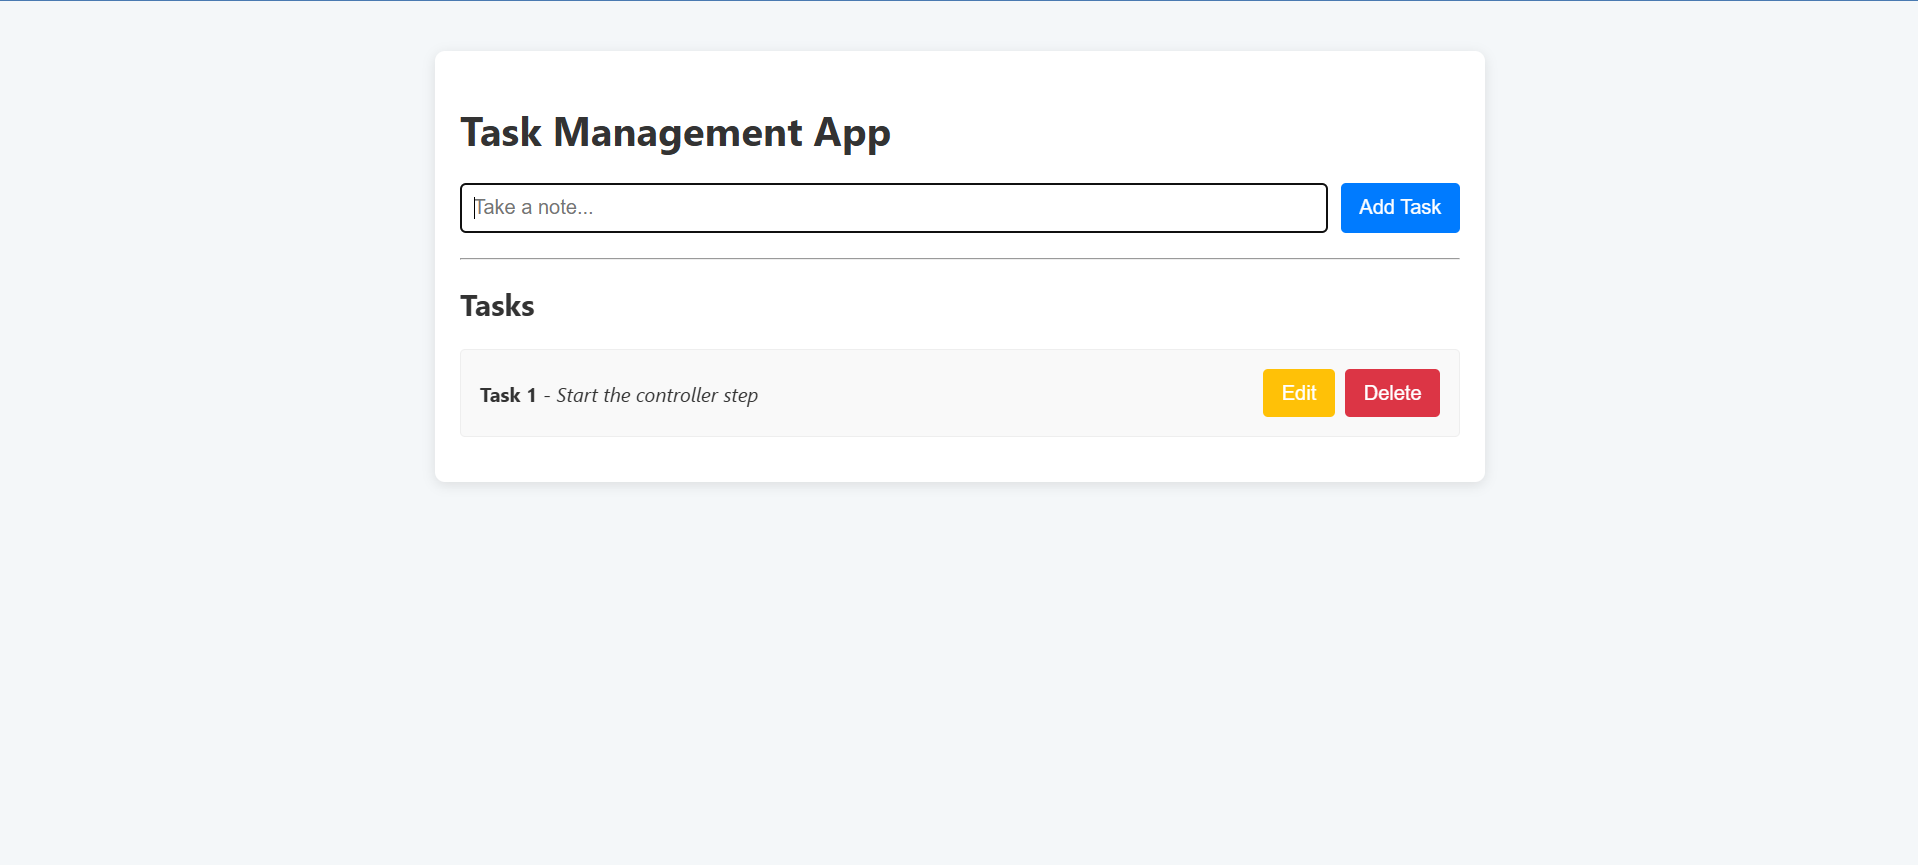 Task Management App
Take a note...
Add Task
Tasks
Task 1 - Start the controller step
Edit
Delete